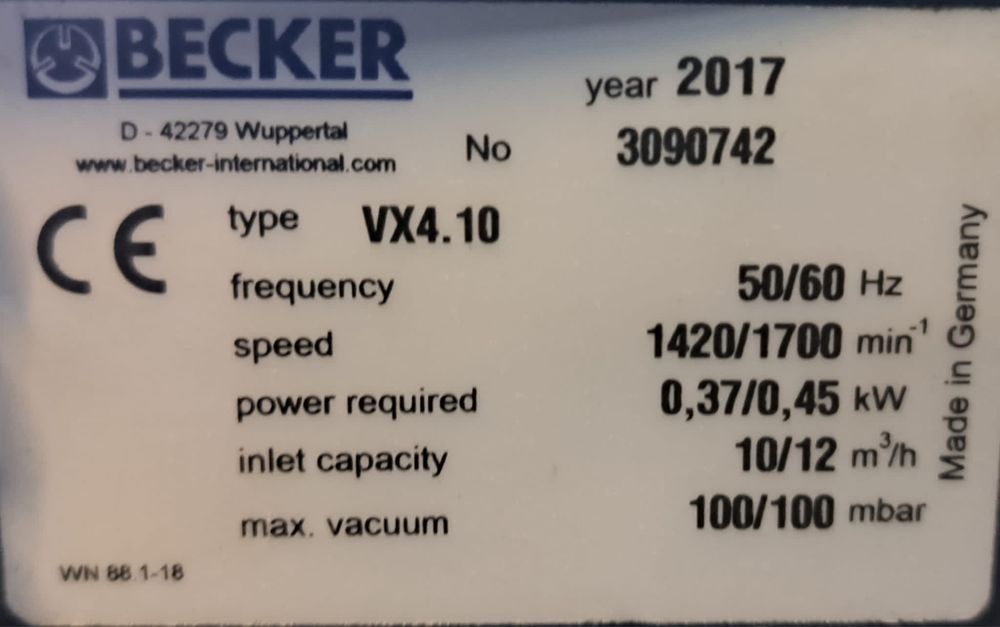 BECKER
D - 42279 Wuppertal
www.becker-international.com
year 2017
No 3090742
CE
type VX4.10
frequency 50/60 Hz
speed 1420/1700 min⁻¹
power required 0,37/0,45 kW
inlet capacity 10/12 m³/h
max. vacuum 100/100 mbar
WN 88.1-18
Made in Germany